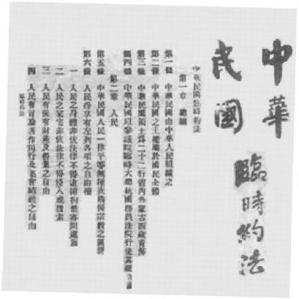 中華民國臨時約法
中華民國臨時約法
第一章 總綱
第一條 中華民國由中華人民組織之
第二條 中華民國之主權屬於國民全體
第三條 中華民國領土為二十二行省內外蒙古西藏青海
第四條 中華民國以參議院臨時大總統國務員法院行使其統治權
第二章 人民
第五條 中華民國人民一律平等無種族階級宗教之區別
第六條 人民得享有左列各項之自由權
一 人民之身體非依法律不得逮捕拘禁審問處罰
二 人民之家宅非依法律不得侵入或搜索
三 人民有保有財產及營業之自由
四 人民有言論著作刊行及集會結社之自由